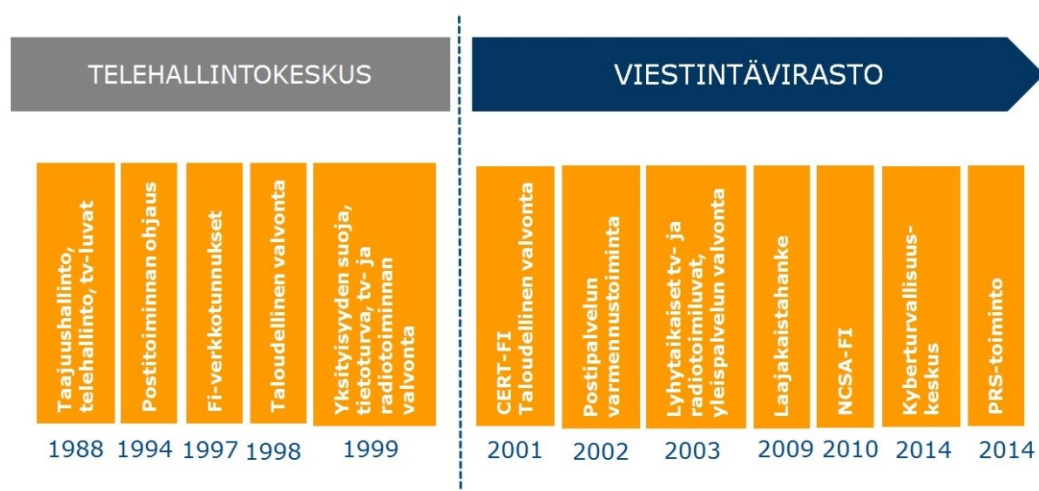 TELEHALLINTOKESKUS
VIESTINTÄVIRASTO
Taajuushallinto,
telehallinto, tv-luvat
Postitoiminnan ohjaus
Fi-verkkotunnukset
Taloudellinen valvonta
Yksityisyyden suoja,
tietoturva, tv- ja
radiotoiminnan
valvonta
CERT-FI
Taloudellinen valvonta
Postipalvelun
varmennustoiminta
Lyhytaikaiset tv- ja
radiotoimiluvat,
yleispalvelun valvonta
Laajakaistahanke
NCSA-FI
Kyberturvallisuus-
keskus
PRS-toiminto
1988 1994 1997 1998 1999 2001 2002 2003 2009 2010 2014 2014